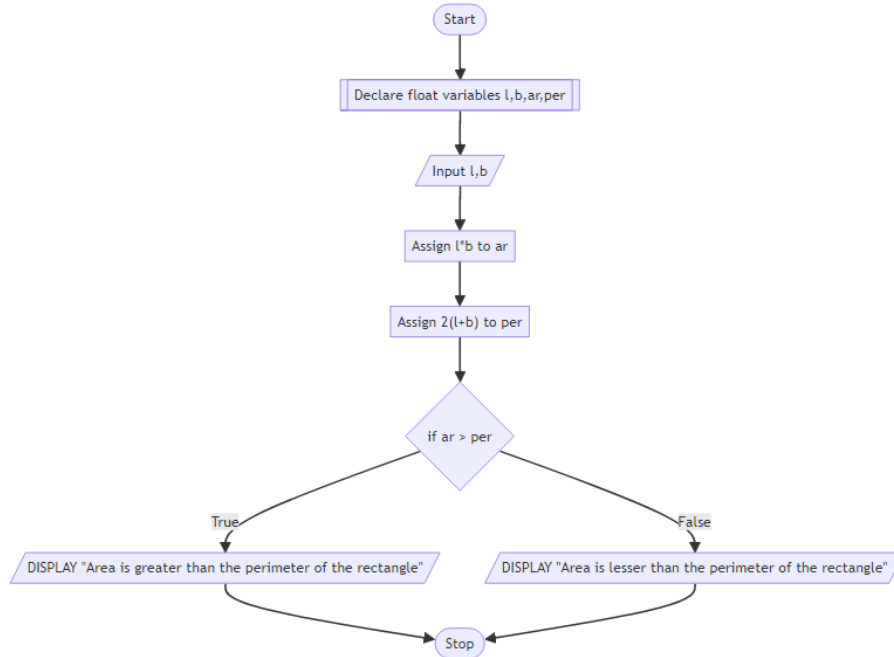 Start
Declare float variables l,b,ar,per
Input l,b
Assign l*b to ar
Assign 2(l+b) to per
if ar > per
True
False
DISPLAY "Area is greater than the perimeter of the rectangle"
DISPLAY "Area is lesser than the perimeter of the rectangle"
Stop